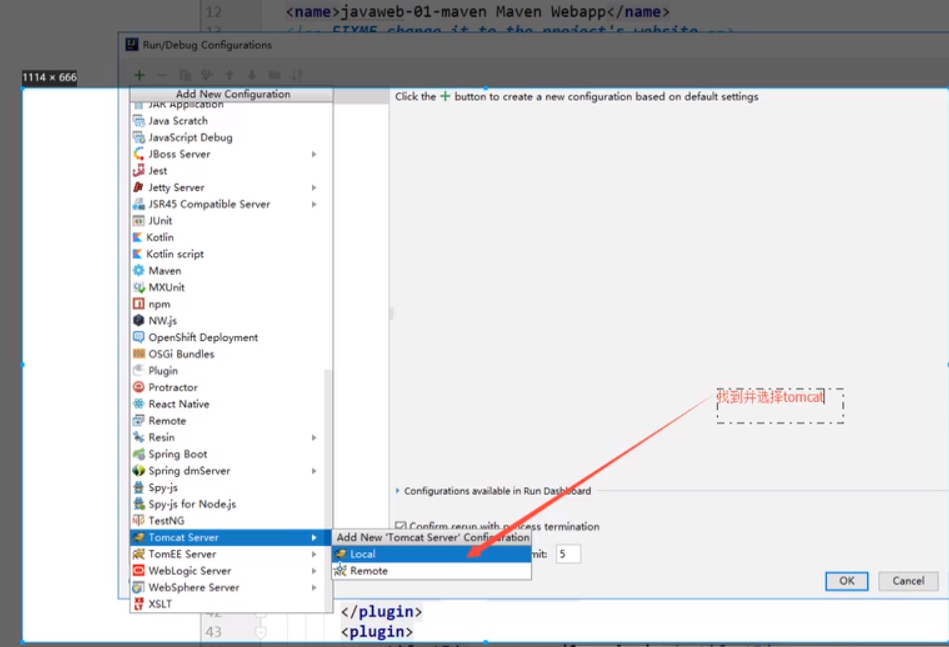 12
<name>javaweb-01-maven Maven Webapp</name>
13
<!-- FIXME change it to the project's website -->
Run/Debug Configurations
1114 × 666
Add New Configuration
Click the + button to create a new configuration based on default settings
JAR Application
Java Scratch
JavaScript Debug
JBoss Server
Jest
Jetty Server
JSR45 Compatible Server
JUnit
Kotlin
Kotlin script
Maven
MXUnit
npm
NW.js
OpenShift Deployment
OSGi Bundles
Plugin
Protractor
React Native
Remote
Resin
Spring Boot
Spring dmServer
Spy-js
Spy-js for Node.js
TestNG
Tomcat Server
TomEE Server
WebLogic Server
WebSphere Server
XSLT
找到并选择tomcat
Configurations available in Run Dashboard
Confirm rerun with process termination
Add New 'Tomcat Server' Configuration
Local
mit: 5
Remote
OK
Cancel
42
</plugin>
43
<plugin>